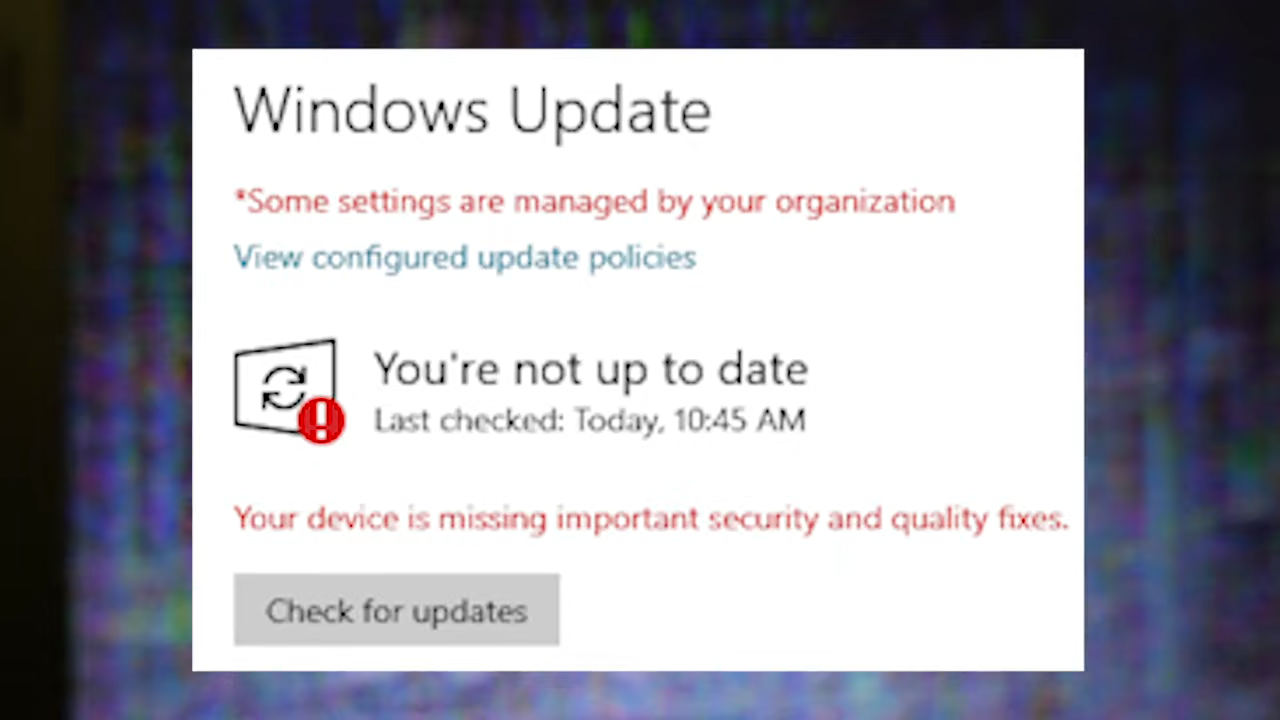 Windows Update
*Some settings are managed by your organization
View configured update policies
You're not up to date
Last checked: Today, 10:45 AM
Your device is missing important security and quality fixes.
Check for updates